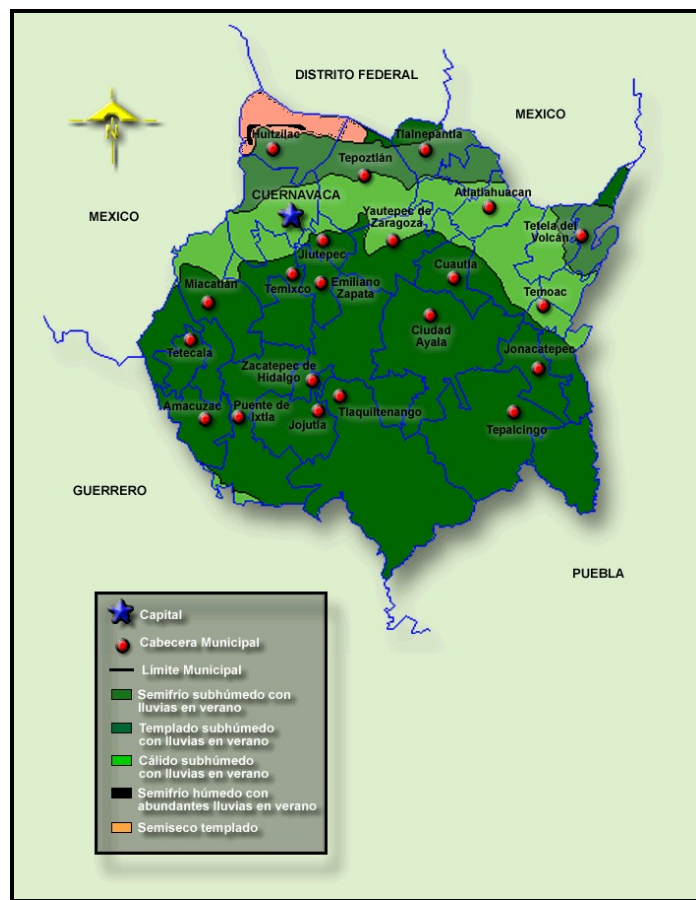 DISTRITO FEDERAL
MEXICO
N
Huitzilac
Tlalnepantla
Tepoztlán
CUERNAVACA
Atlatlahuacan
MEXICO
Yautepec de
Zaragoza
Tetela del
Volcán
Jiutepec
Cuautla
Miacatlán
Temixco
Emiliano
Zapata
Temoac
Ciudad
Ayala
Tetecala
Jonacatepec
Zacatepec de
Hidalgo
Amacuzac
Puente de
Ixtla
Jojutla
Tlaquiltenango
Tepalcingo
GUERRERO
PUEBLA
Capital
Cabecera Municipal
Límite Municipal
Semifrío subhúmedo con
lluvias en verano
Templado subhúmedo
con lluvias en verano
Cálido subhúmedo
con lluvias en verano
Semifrío húmedo con
abundantes lluvias en verano
Semiseco templado